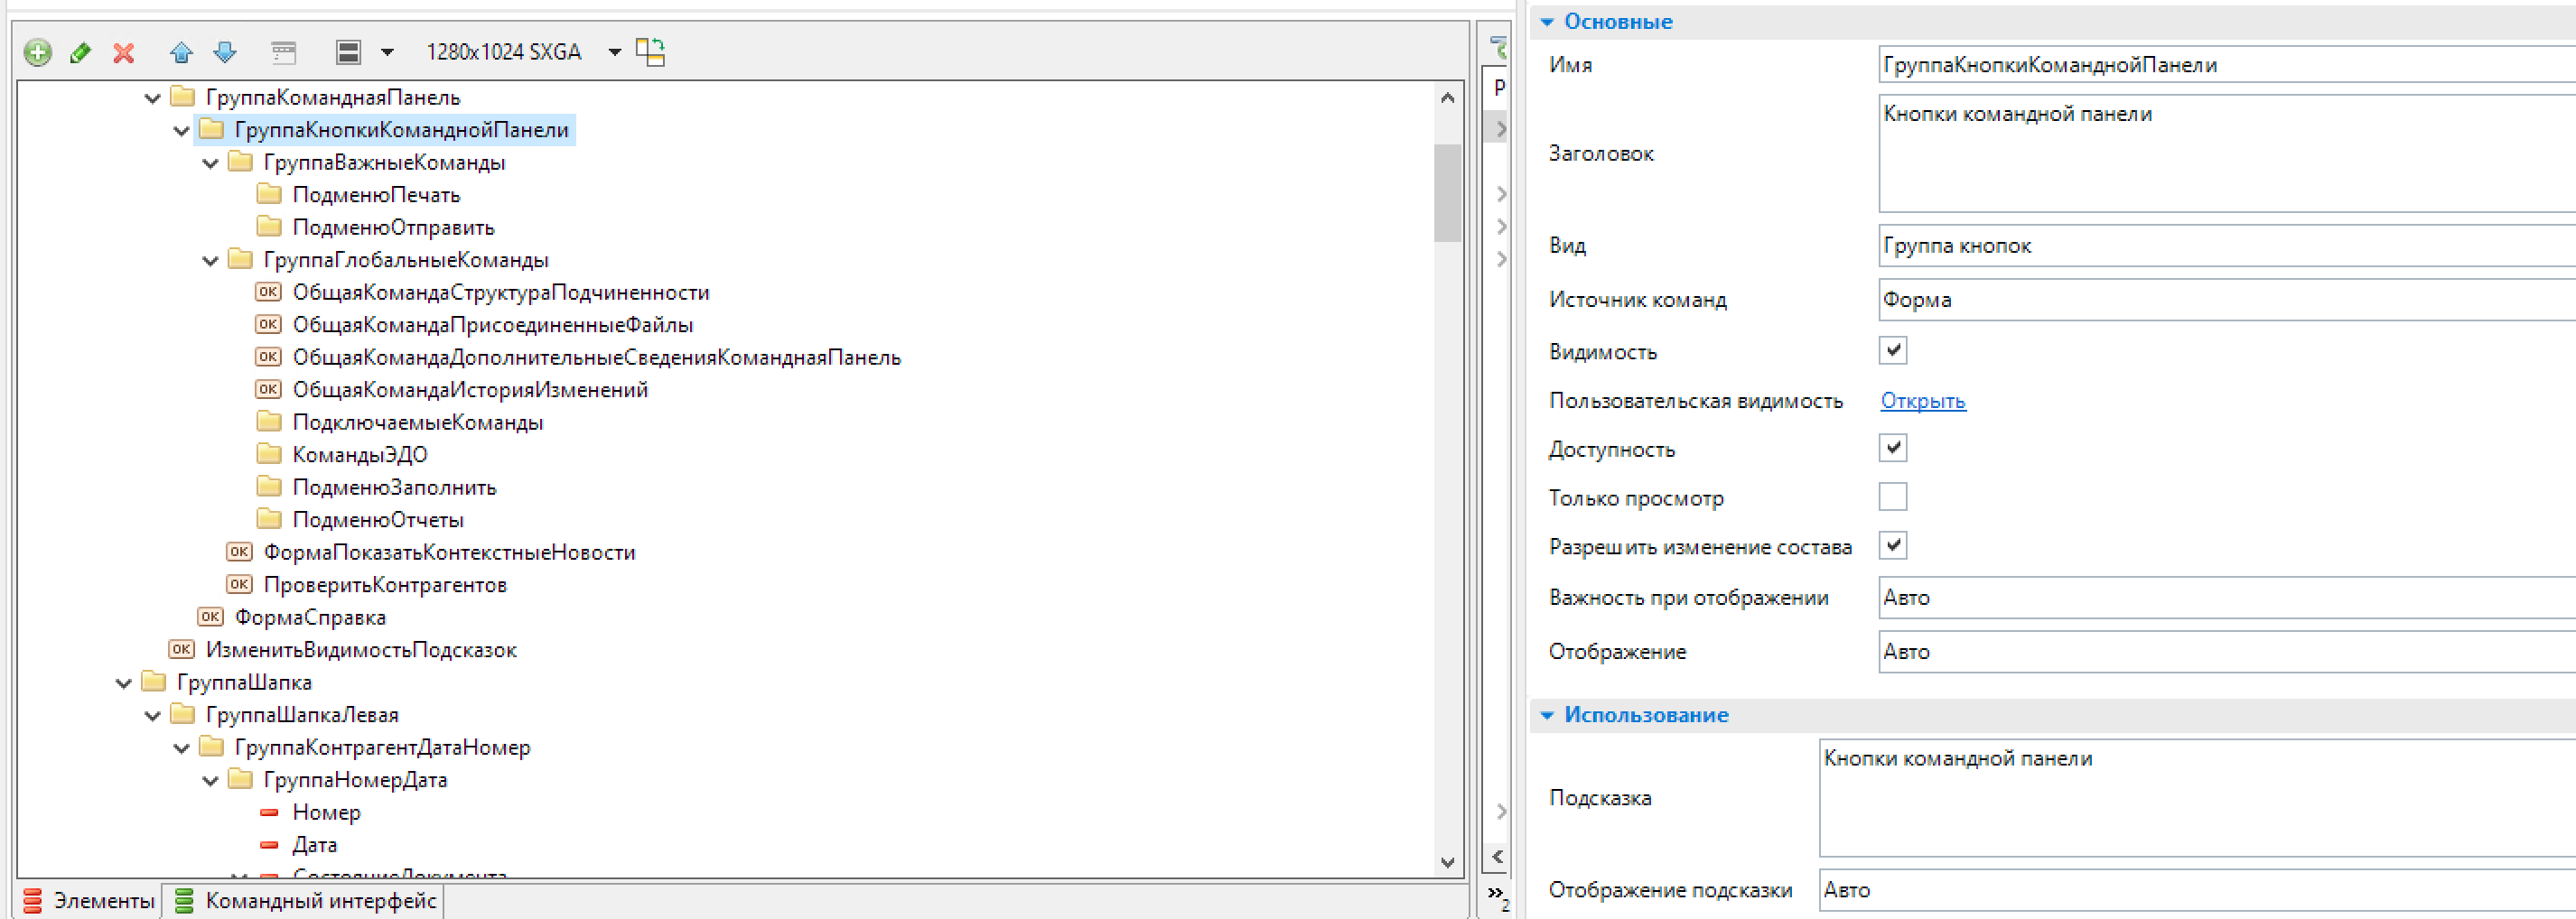 1280x1024 SXGA
ГруппаКоманднаяПанель
ГруппаКнопкиКоманднойПанели
ГруппаВажныеКоманды
ПодменюПечать
ПодменюОтправить
ГруппаГлобальныеКоманды
ОбщаяКомандаСтруктураПодчиненности
ОбщаяКомандаПрисоединенныеФайлы
ОбщаяКомандаДополнительныеСведенияКоманднаяПанель
ОбщаяКомандаИсторияИзменений
ПодключаемыеКоманды
КомандыЭДО
ПодменюЗаполнить
ПодменюОтчеты
ФормаПоказатьКонтекстныеНовости
ПроверитьКонтрагентов
ФормаСправка
ИзменитьВидимостьПодсказок
ГруппаШапка
ГруппаШапкаЛевая
ГруппаКонтрагентДатаНомер
ГруппаНомерДата
Номер
Дата
СостояниеДокумента
Элементы Командный интерфейс
Р
2
Основные
Имя ГруппаКнопкиКоманднойПанели
Заголовок Кнопки командной панели
Вид Группа кнопок
Источник команд Форма
Видимость
Пользовательская видимость Открыть
Доступность
Только просмотр
Разрешить изменение состава
Важность при отображении Авто
Отображение Авто
Использование
Подсказка Кнопки командной панели
Отображение подсказки Авто